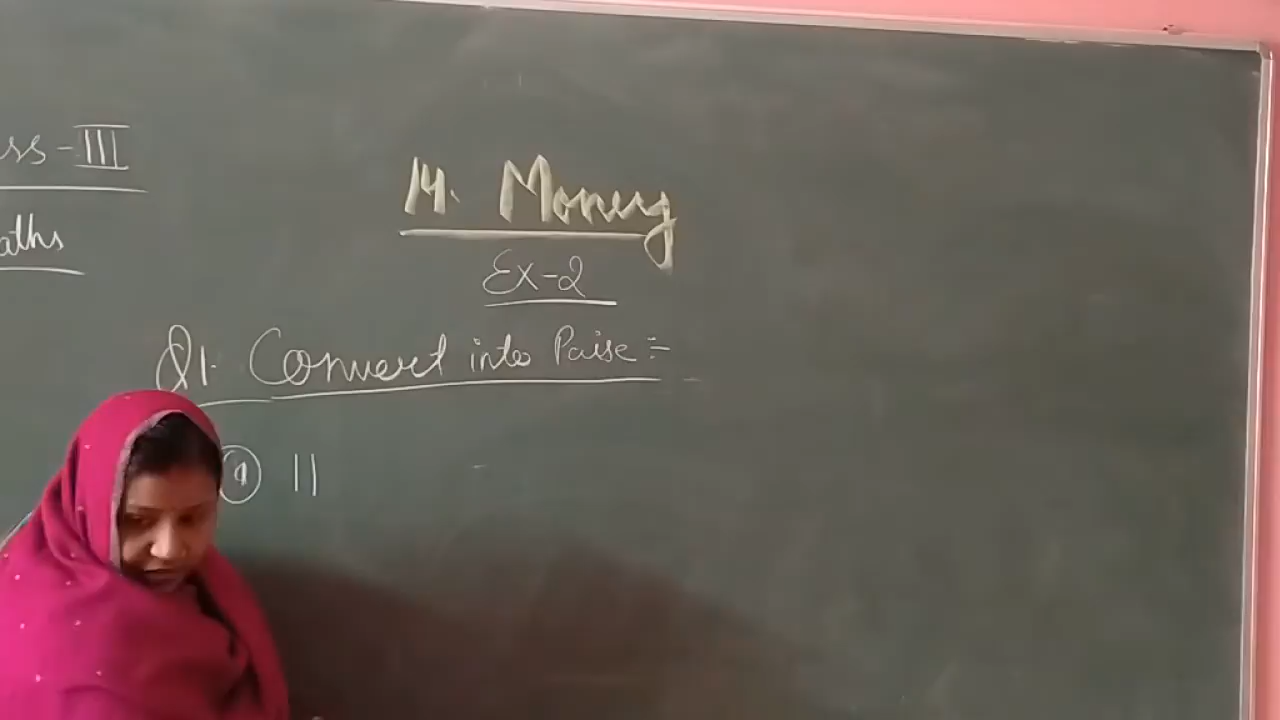 ss - III
aths
14. Money
Ex-2
Q1. Convert into Paise :-
a 11